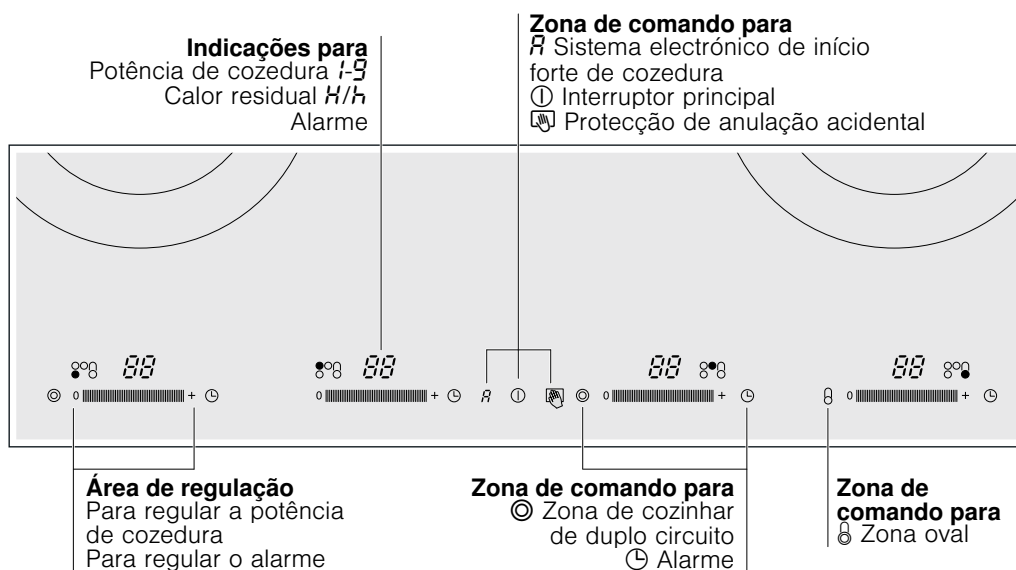 Indicações para
Potência de cozedura 1-9
Calor residual H/h
Alarme
Zona de comando para
A Sistema electrónico de início
forte de cozedura
Interruptor principal
Protecção de anulação acidental
88 88 88 88
0 + 0 + A 0 + 0 +
Área de regulação
Para regular a potência
de cozedura
Para regular o alarme
Zona de comando para
Zona de cozinhar
de duplo circuito
Alarme
Zona de
comando para
Zona oval